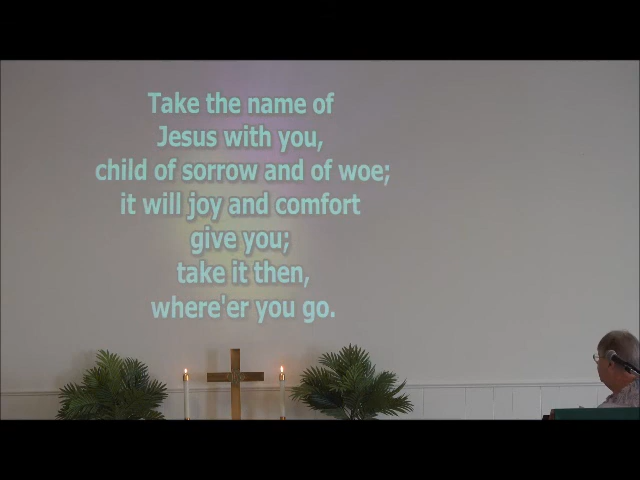 Take the name of
Jesus with you,
child of sorrow and of woe;
it will joy and comfort
give you;
take it then,
where'er you go.